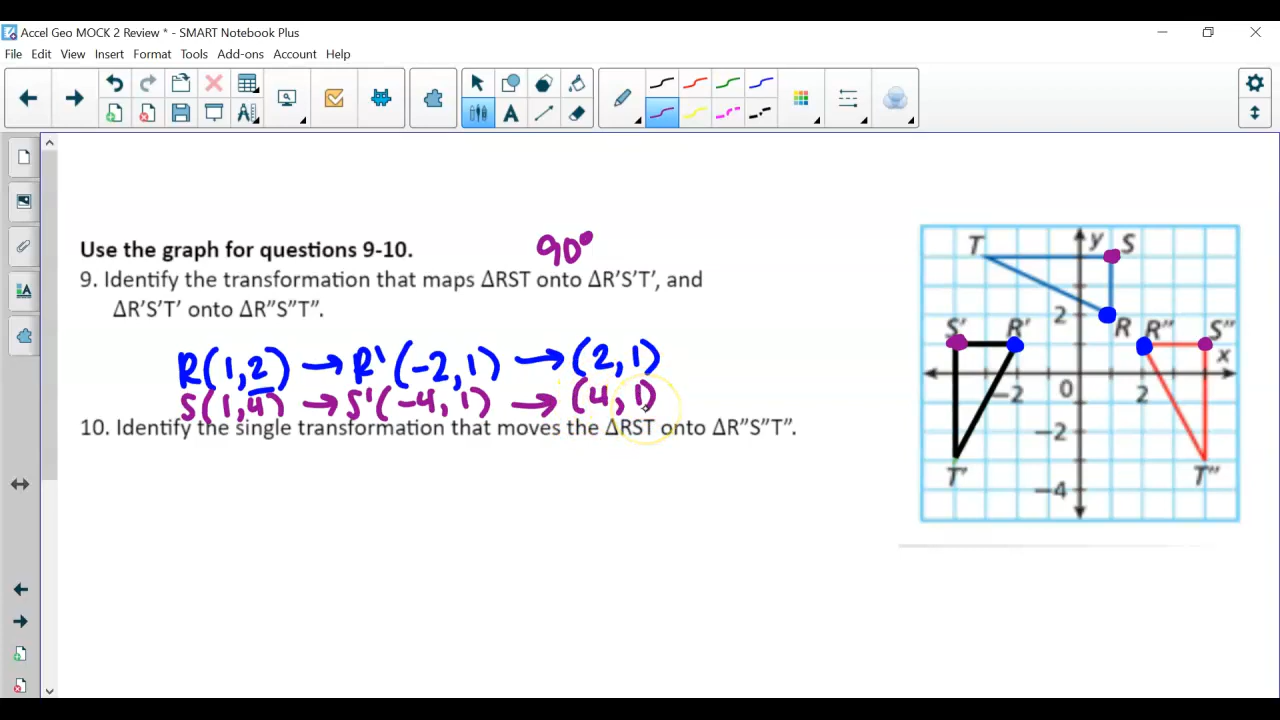 Accel Geo MOCK 2 Review * - SMART Notebook Plus
File Edit View Insert Format Tools Add-ons Account Help
90°
Use the graph for questions 9-10.
9. Identify the transformation that maps ΔRST onto ΔR'S'T', and
ΔR'S'T' onto ΔR”S”T”.
R(1,2) → R'(-2,1) → (2,1)
S(1,4) → S'(-4,1) → (4,1)
10. Identify the single transformation that moves the ΔRST onto ΔR”S”T”.
T y S
2 R
S' R' R" S"
x
−2 0 2
−2
T' T"
−4